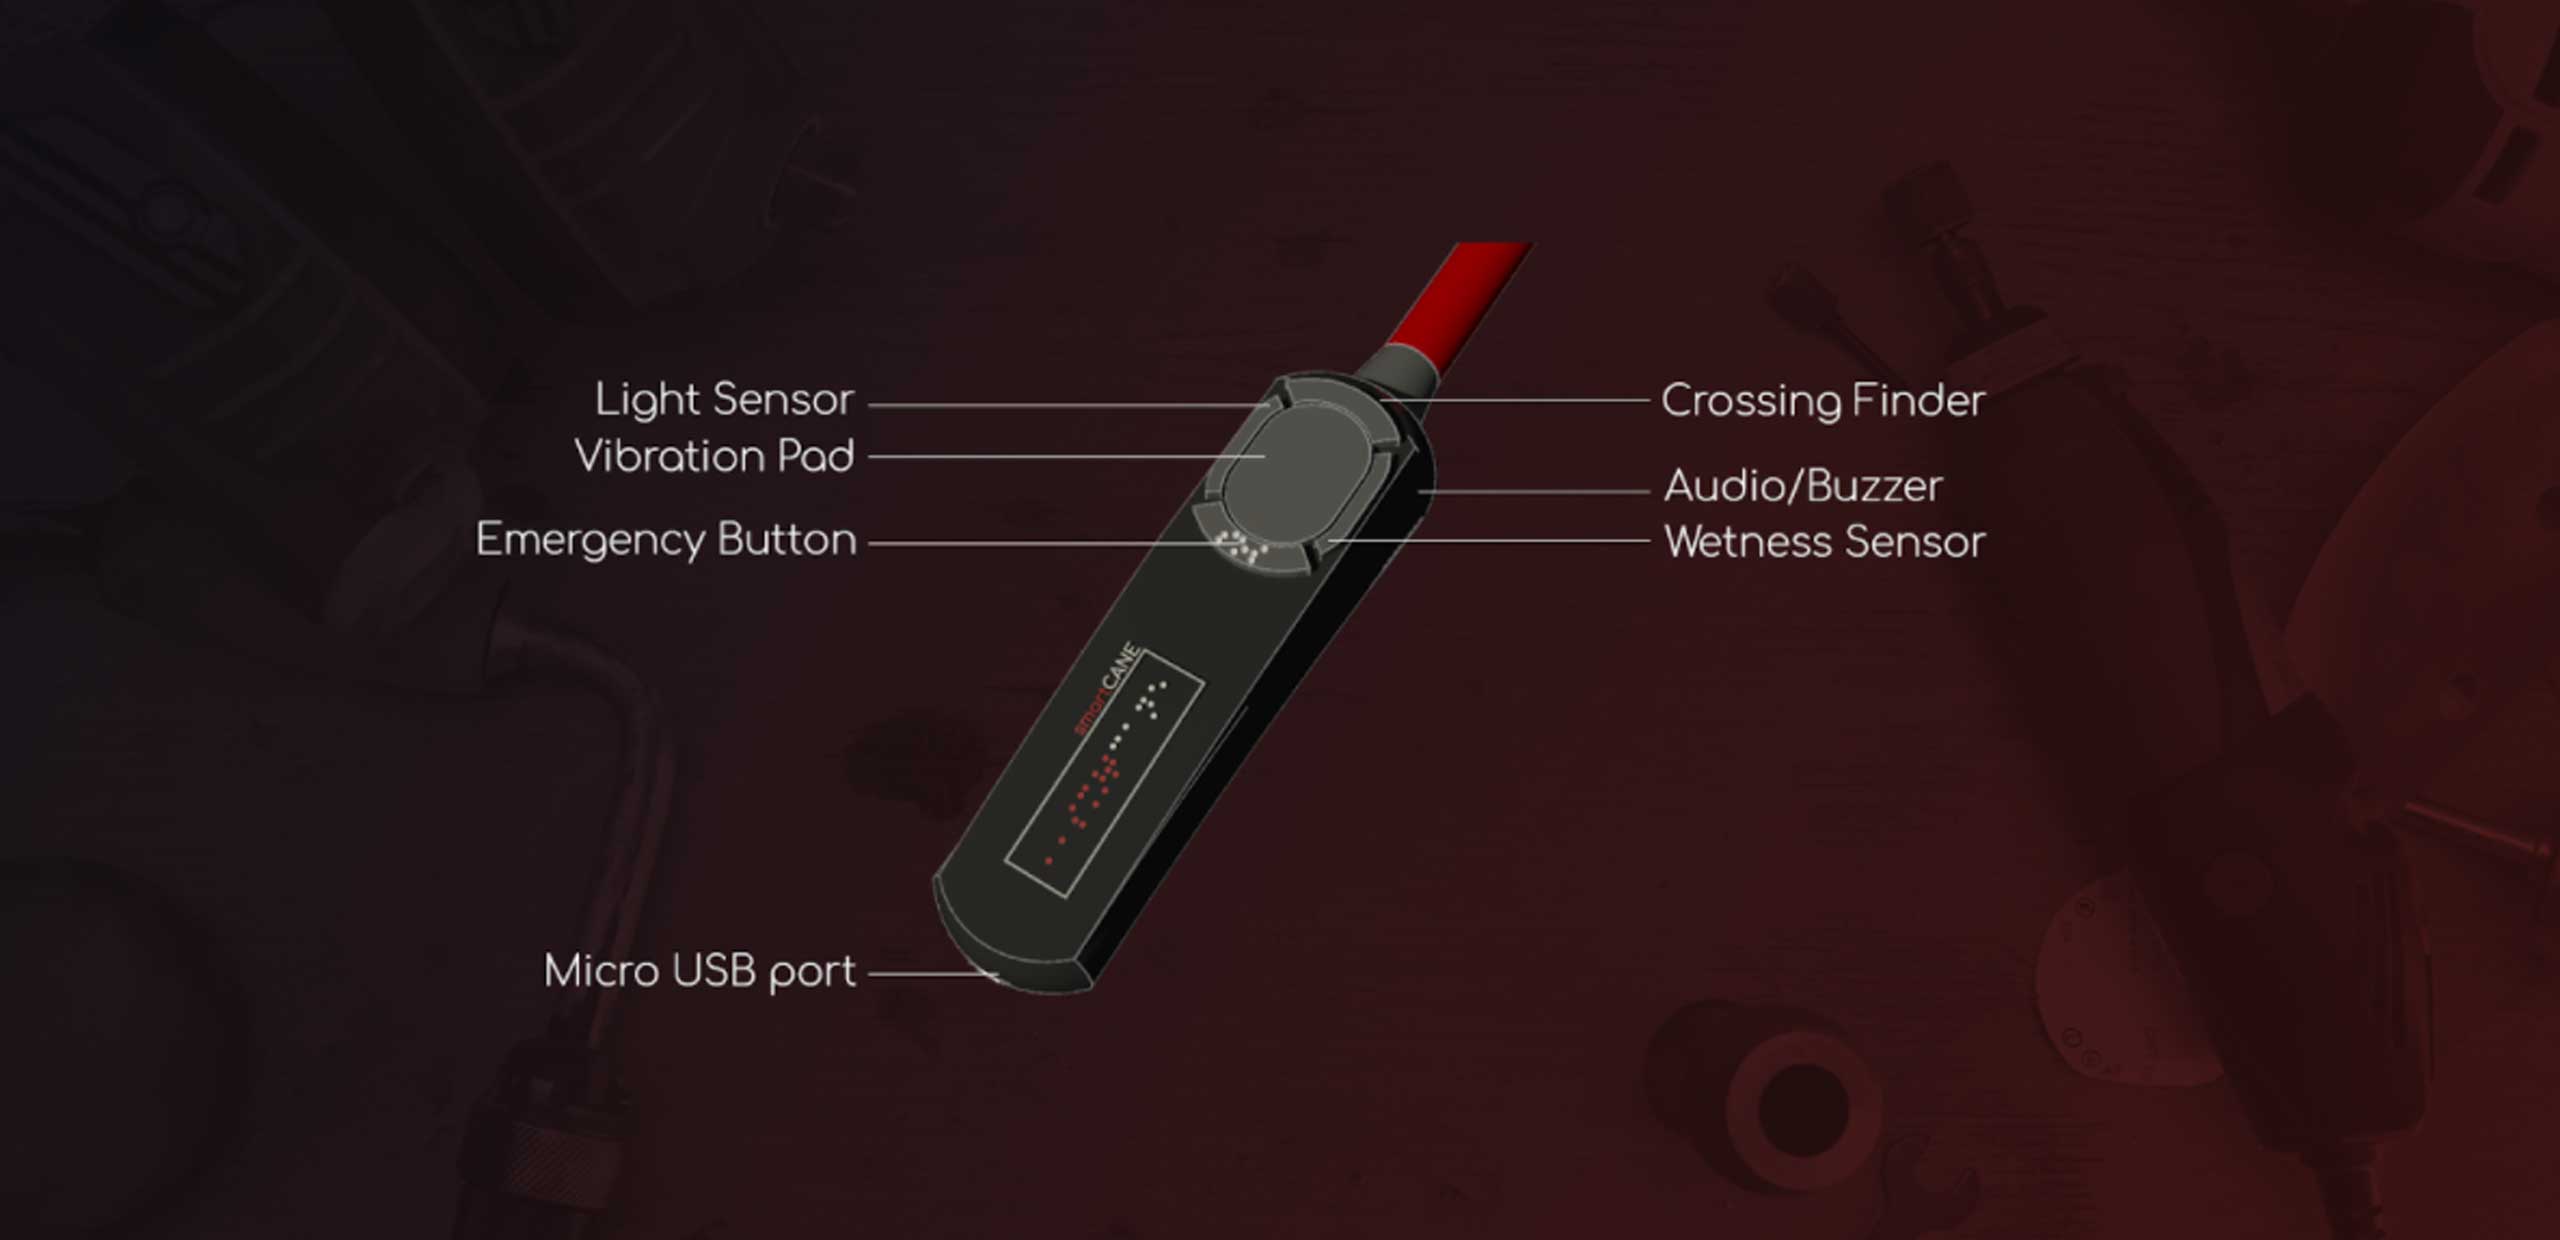 Light Sensor
Vibration Pad
Emergency Button
Micro USB port
Crossing Finder
Audio/Buzzer
Wetness Sensor
smartCANE